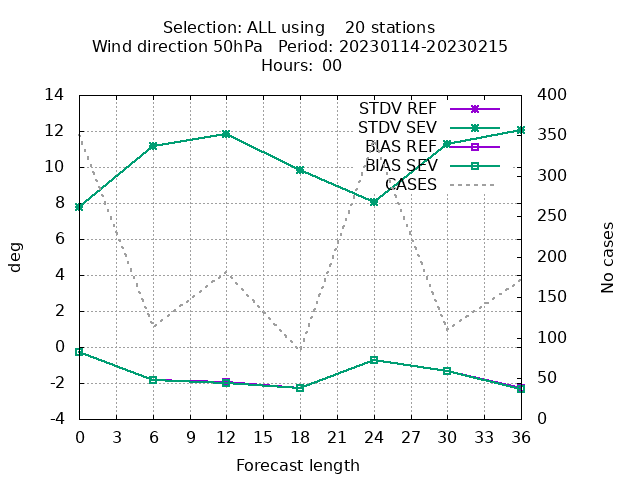 Selection: ALL using    20 stations
Wind direction 50hPa   Period: 20230114-20230215
Hours: 00
14
12
10
8
6
4
2
0
-2
-4
deg
STDV REF
STDV SEV
BIAS REF
BIAS SEV
CASES
400
350
300
250
200
150
100
50
0
No cases
0 3 6 9 12 15 18 21 24 27 30 33 36
Forecast length